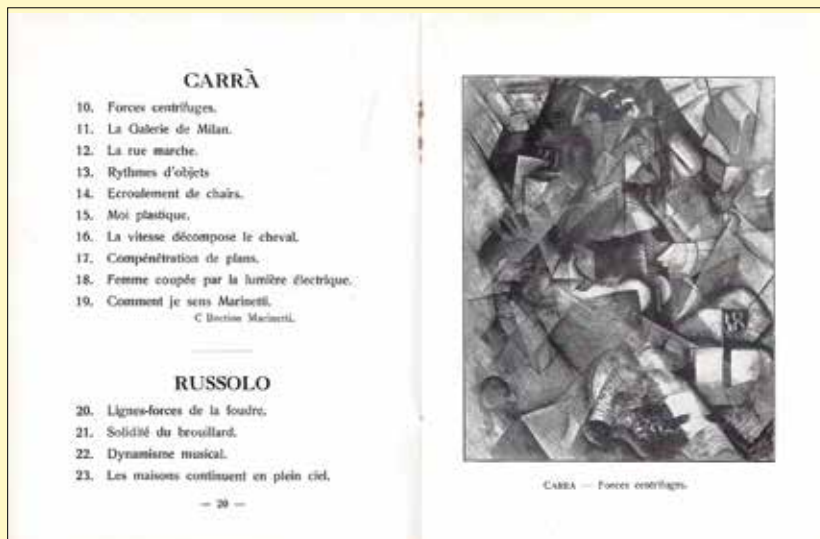 CARRÀ
10. Forces centrifuges.
11. La Galerie de Milan.
12. La rue marche.
13. Rythmes d'objets
14. Ecroulement de chairs.
15. Moi plastique.
16. La vitesse décompose le cheval.
17. Compénétration de plans.
18. Femme coupée par la lumière électrique.
19. Comment je sens Marinetti.
C llection Marinetti.
RUSSOLO
20. Lignes-forces de la foudre.
21. Solidité du brouillard.
22. Dynamisme musical.
23. Les maisons continuent en plein ciel.
— 20 —
CARRA — Forces centrifuges.